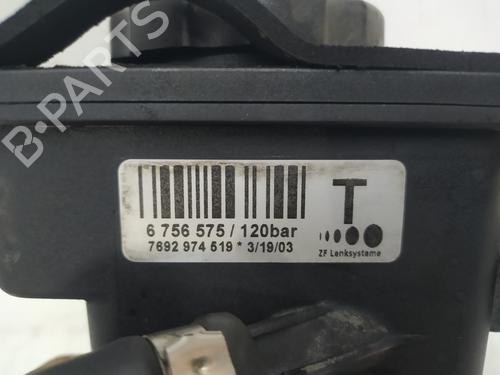 B-PARTS
T
6 756 575 / 120bar
7692 974 519 * 3/19/03
ZF Lenksysteme